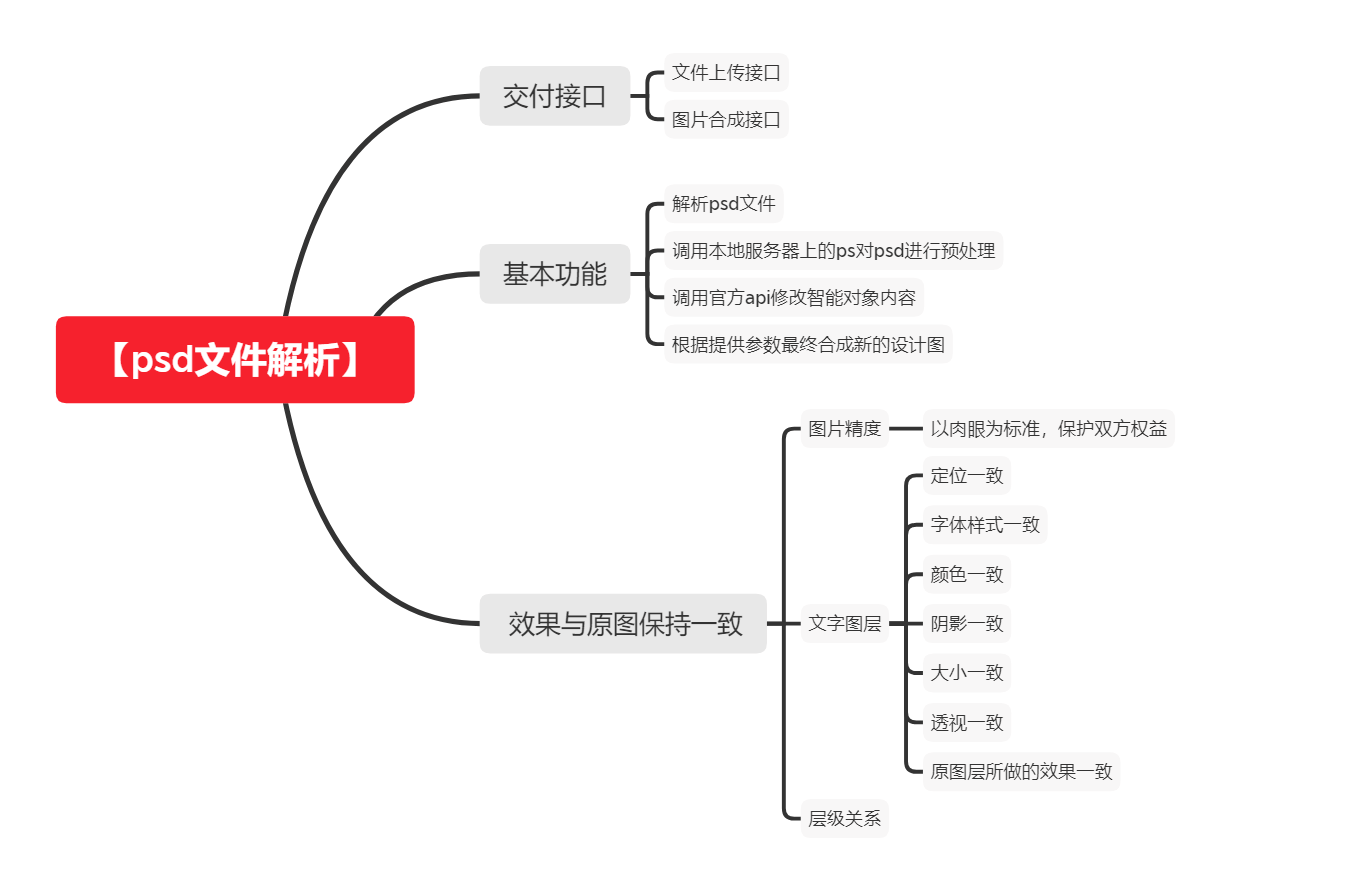 【psd文件解析】
交付接口
文件上传接口
图片合成接口
基本功能
解析psd文件
调用本地服务器上的ps对psd进行预处理
调用官方api修改智能对象内容
根据提供参数最终合成新的设计图
效果与原图保持一致
图片精度
以肉眼为标准，保护双方权益
文字图层
定位一致
字体样式一致
颜色一致
阴影一致
大小一致
透视一致
原图层所做的效果一致
层级关系